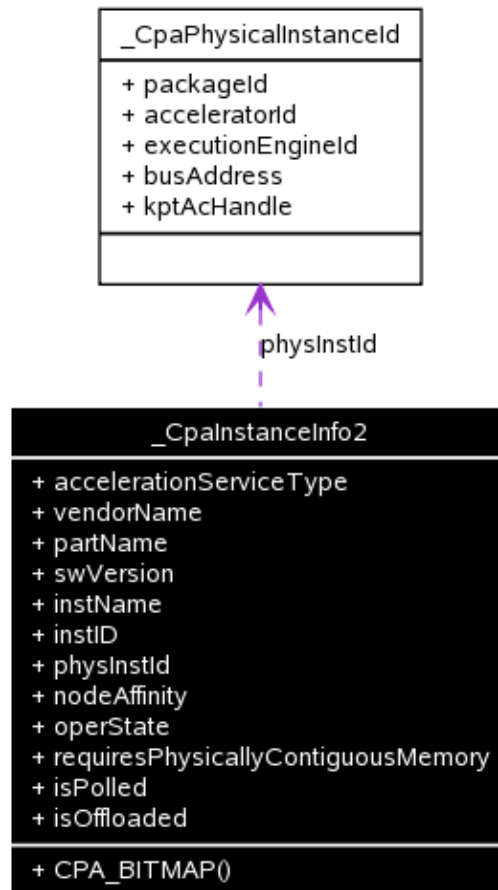 _CpaPhysicalInstanceId
+ packageId
+ acceleratorId
+ executionEngineId
+ busAddress
+ kptAcHandle
physInstId
_CpaInstanceInfo2
+ accelerationServiceType
+ vendorName
+ partName
+ swVersion
+ instName
+ instID
+ physInstId
+ nodeAffinity
+ operState
+ requiresPhysicallyContiguousMemory
+ isPolled
+ isOffloaded
+ CPA_BITMAP()